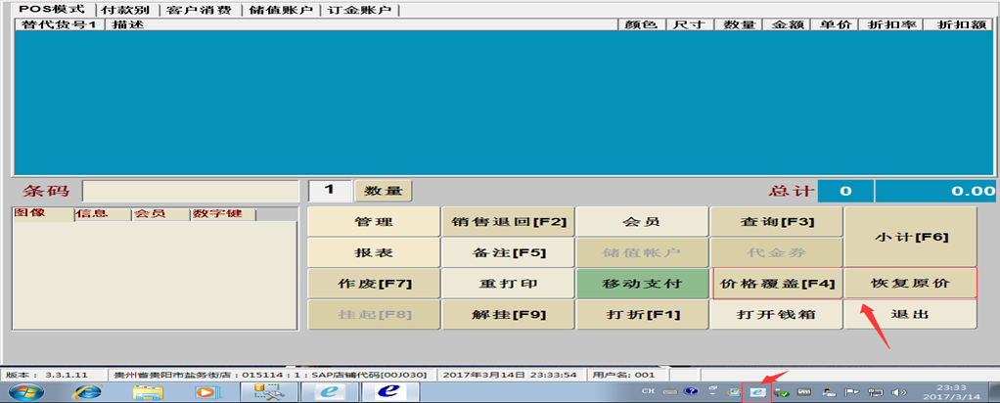 POS模式 付款别 客户消费 储值账户 订金账户
替代货号1 描述 颜色 尺寸 数量 金额 单价 折扣率 折扣额
条码 1 数量 总计 0 0.00
图像 信息 会员 数字键
管理 销售退回[F2] 会员 查询[F3] 小计[F6]
报表 备注[F5] 储值帐户 代金券
作废[F7] 重打印 移动支付 价格覆盖[F4] 恢复原价
挂起[F8] 解挂[F9] 打折[F1] 打开钱箱 退出
版本： 3.3.1.11 贵州省贵阳市盐务街店：015114：1：SAP店铺代码[00J030] 2017年3月14日 23:33:54 用户名: 001
CH 23:33
2017/3/14